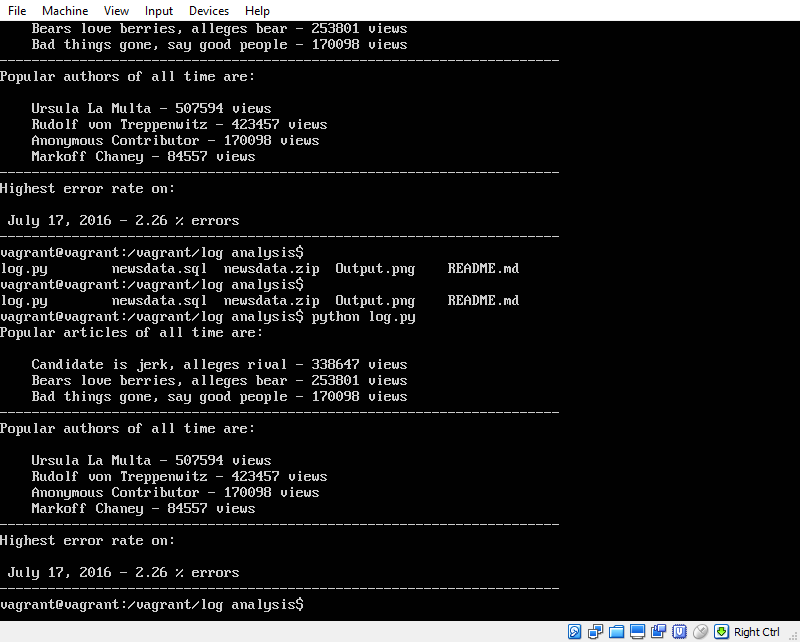 File Machine View Input Devices Help
Bears love berries, alleges bear - 253801 views
Bad things gone, say good people - 170098 views
----------------------------------------------------------------------
Popular authors of all time are:
Ursula La Multa - 507594 views
Rudolf von Treppenwitz - 423457 views
Anonymous Contributor - 170098 views
Markoff Chaney - 84557 views
----------------------------------------------------------------------
Highest error rate on:
July 17, 2016 - 2.26 % errors
----------------------------------------------------------------------
vagrant@vagrant:/vagrant/log analysis$
log.py newsdata.sql newsdata.zip Output.png README.md
vagrant@vagrant:/vagrant/log analysis$
log.py newsdata.sql newsdata.zip Output.png README.md
vagrant@vagrant:/vagrant/log analysis$ python log.py
Popular articles of all time are:
Candidate is jerk, alleges rival - 338647 views
Bears love berries, alleges bear - 253801 views
Bad things gone, say good people - 170098 views
----------------------------------------------------------------------
Popular authors of all time are:
Ursula La Multa - 507594 views
Rudolf von Treppenwitz - 423457 views
Anonymous Contributor - 170098 views
Markoff Chaney - 84557 views
----------------------------------------------------------------------
Highest error rate on:
July 17, 2016 - 2.26 % errors
----------------------------------------------------------------------
vagrant@vagrant:/vagrant/log analysis$
Right Ctrl